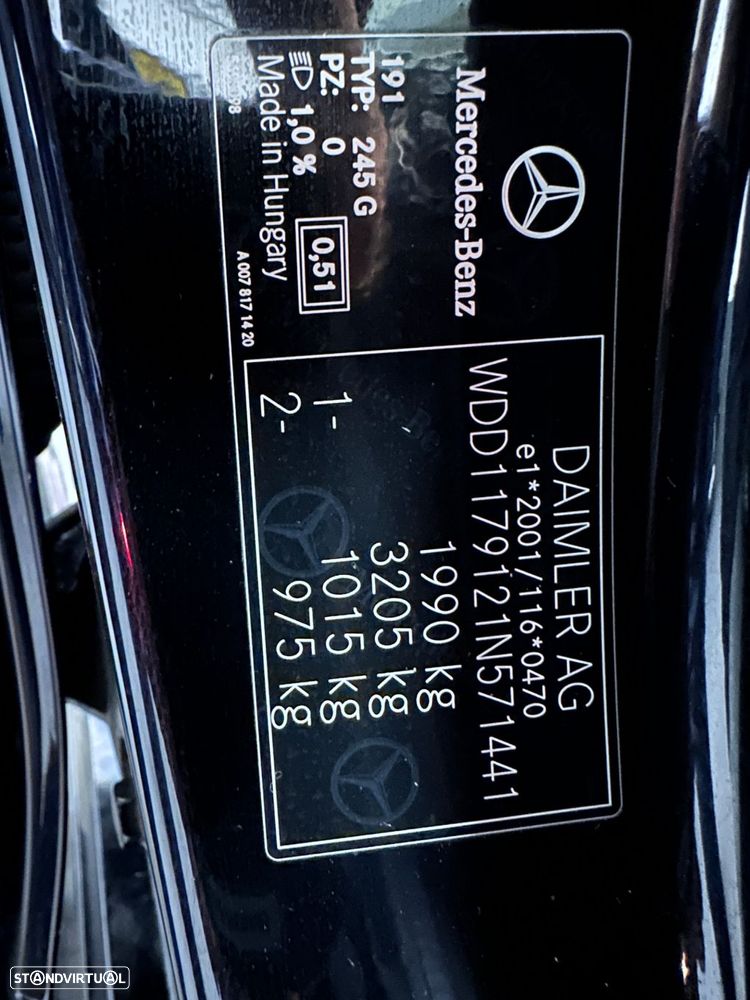 Mercedes-Benz
191
TYP: 245 G
PZ: 0
1,0 %
0,51
Made in Hungary
A 007 817 14 20
DAIMLER AG
e1*2001/116*0470
WDD1179121N571441
1990 kg
3205 kg
1- 1015 kg
2- 975 kg
STANDVIRTUAL